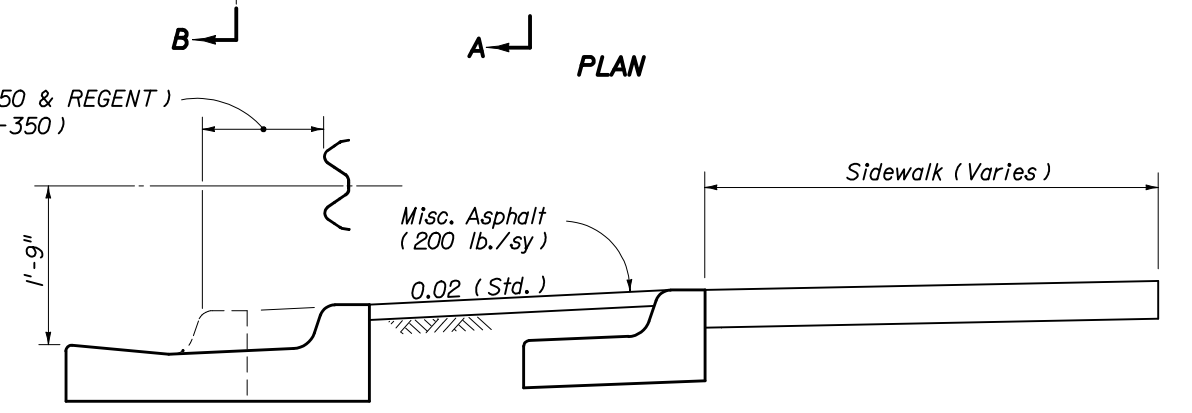 B
A
PLAN
50 & REGENT)
-350)
Sidewalk (Varies)
Misc. Asphalt
(200 lb./sy)
1'-9"
0.02 (Std.)